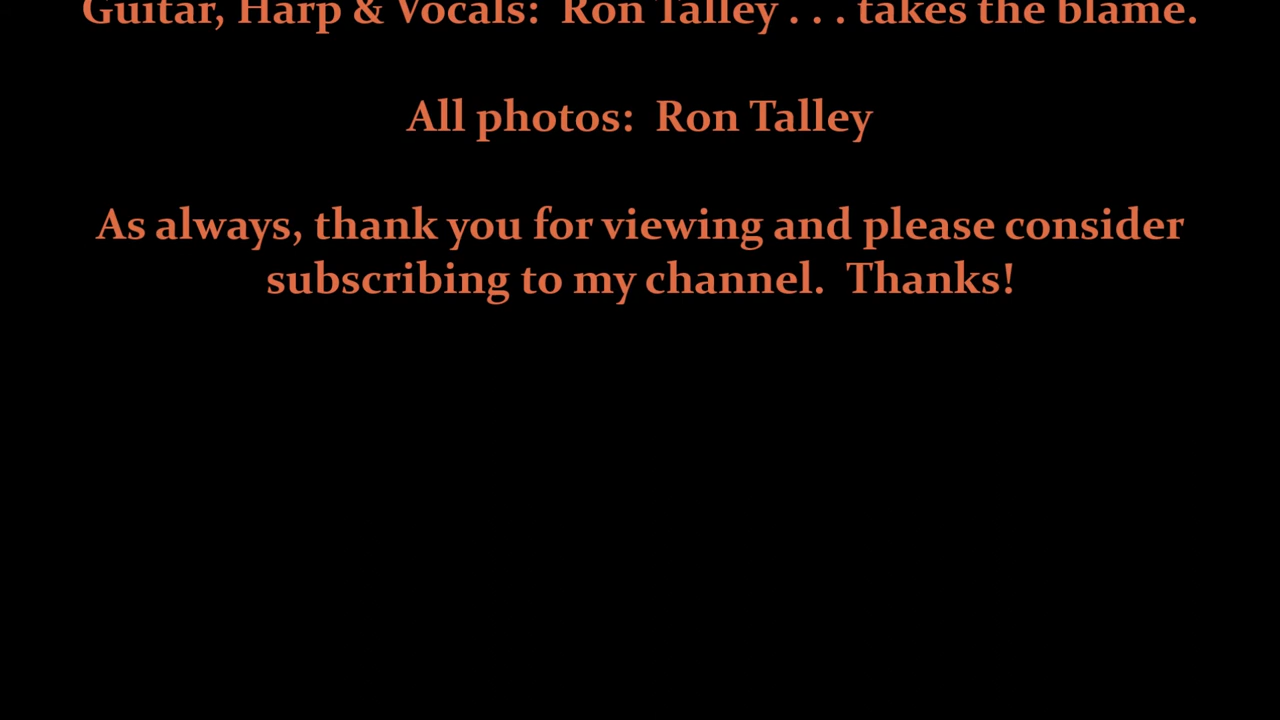 Guitar, Harp & Vocals:  Ron Talley . . . takes the blame.
All photos:  Ron Talley
As always, thank you for viewing and please consider
subscribing to my channel.  Thanks!